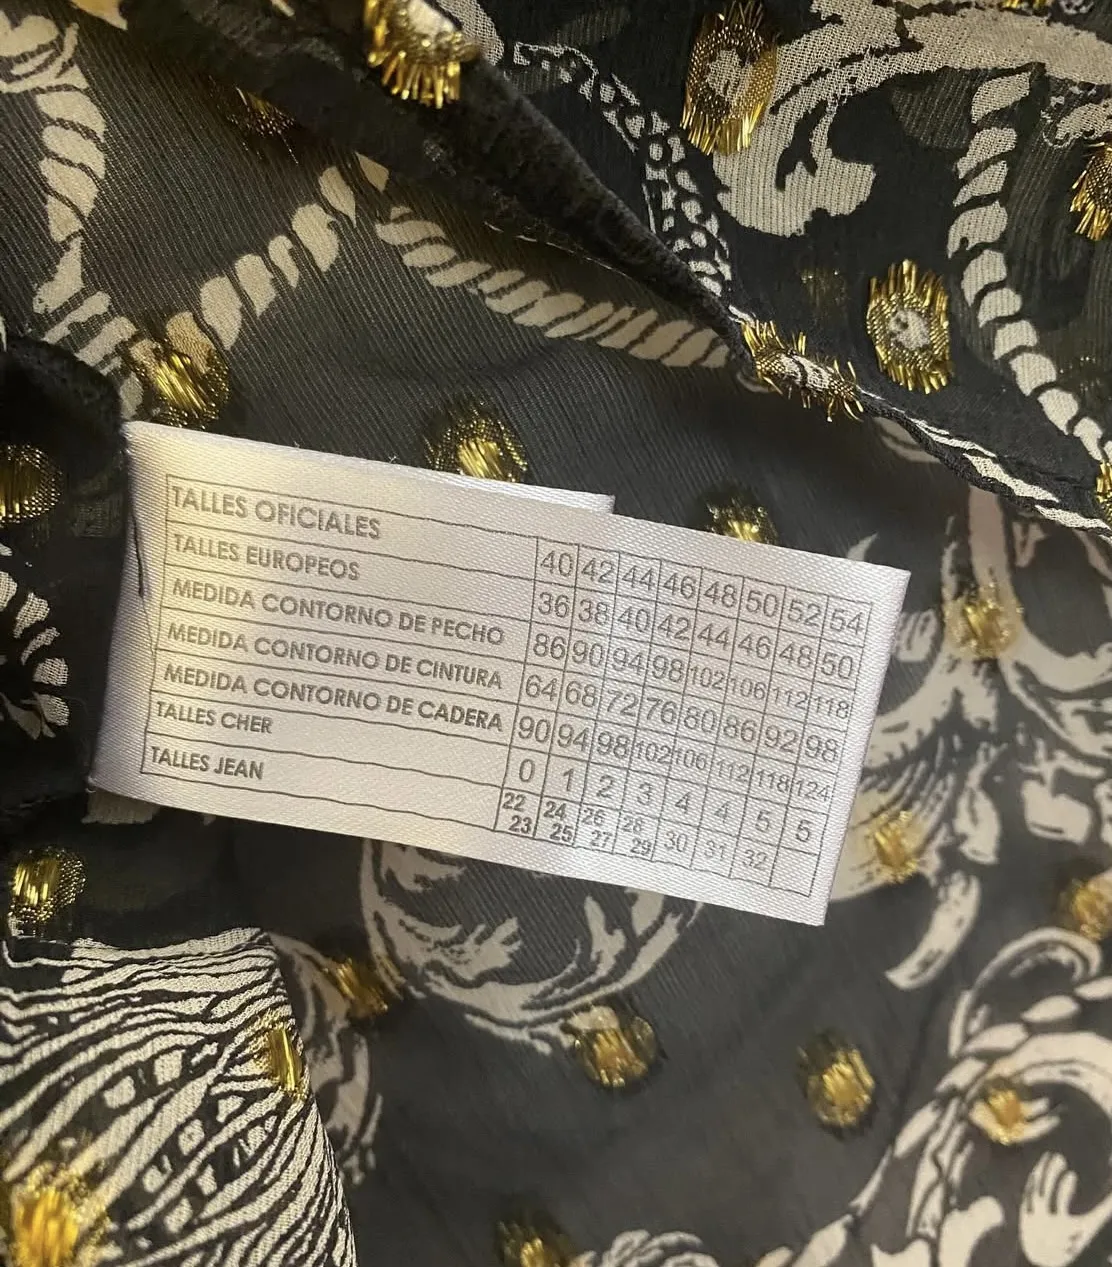 TALLES OFICIALES 40 42 44 46 48 50 52 54
TALLES EUROPEOS 36 38 40 42 44 46 48 50
MEDIDA CONTORNO DE PECHO 86 90 94 98 102 106 112 118
MEDIDA CONTORNO DE CINTURA 64 68 72 76 80 86 92 98
MEDIDA CONTORNO DE CADERA 90 94 98 102 106 112 118 124
TALLES CHER 0 1 2 3 4 4 5 5
TALLES JEAN 22 23 24 25 26 27 28 29 30 31 32